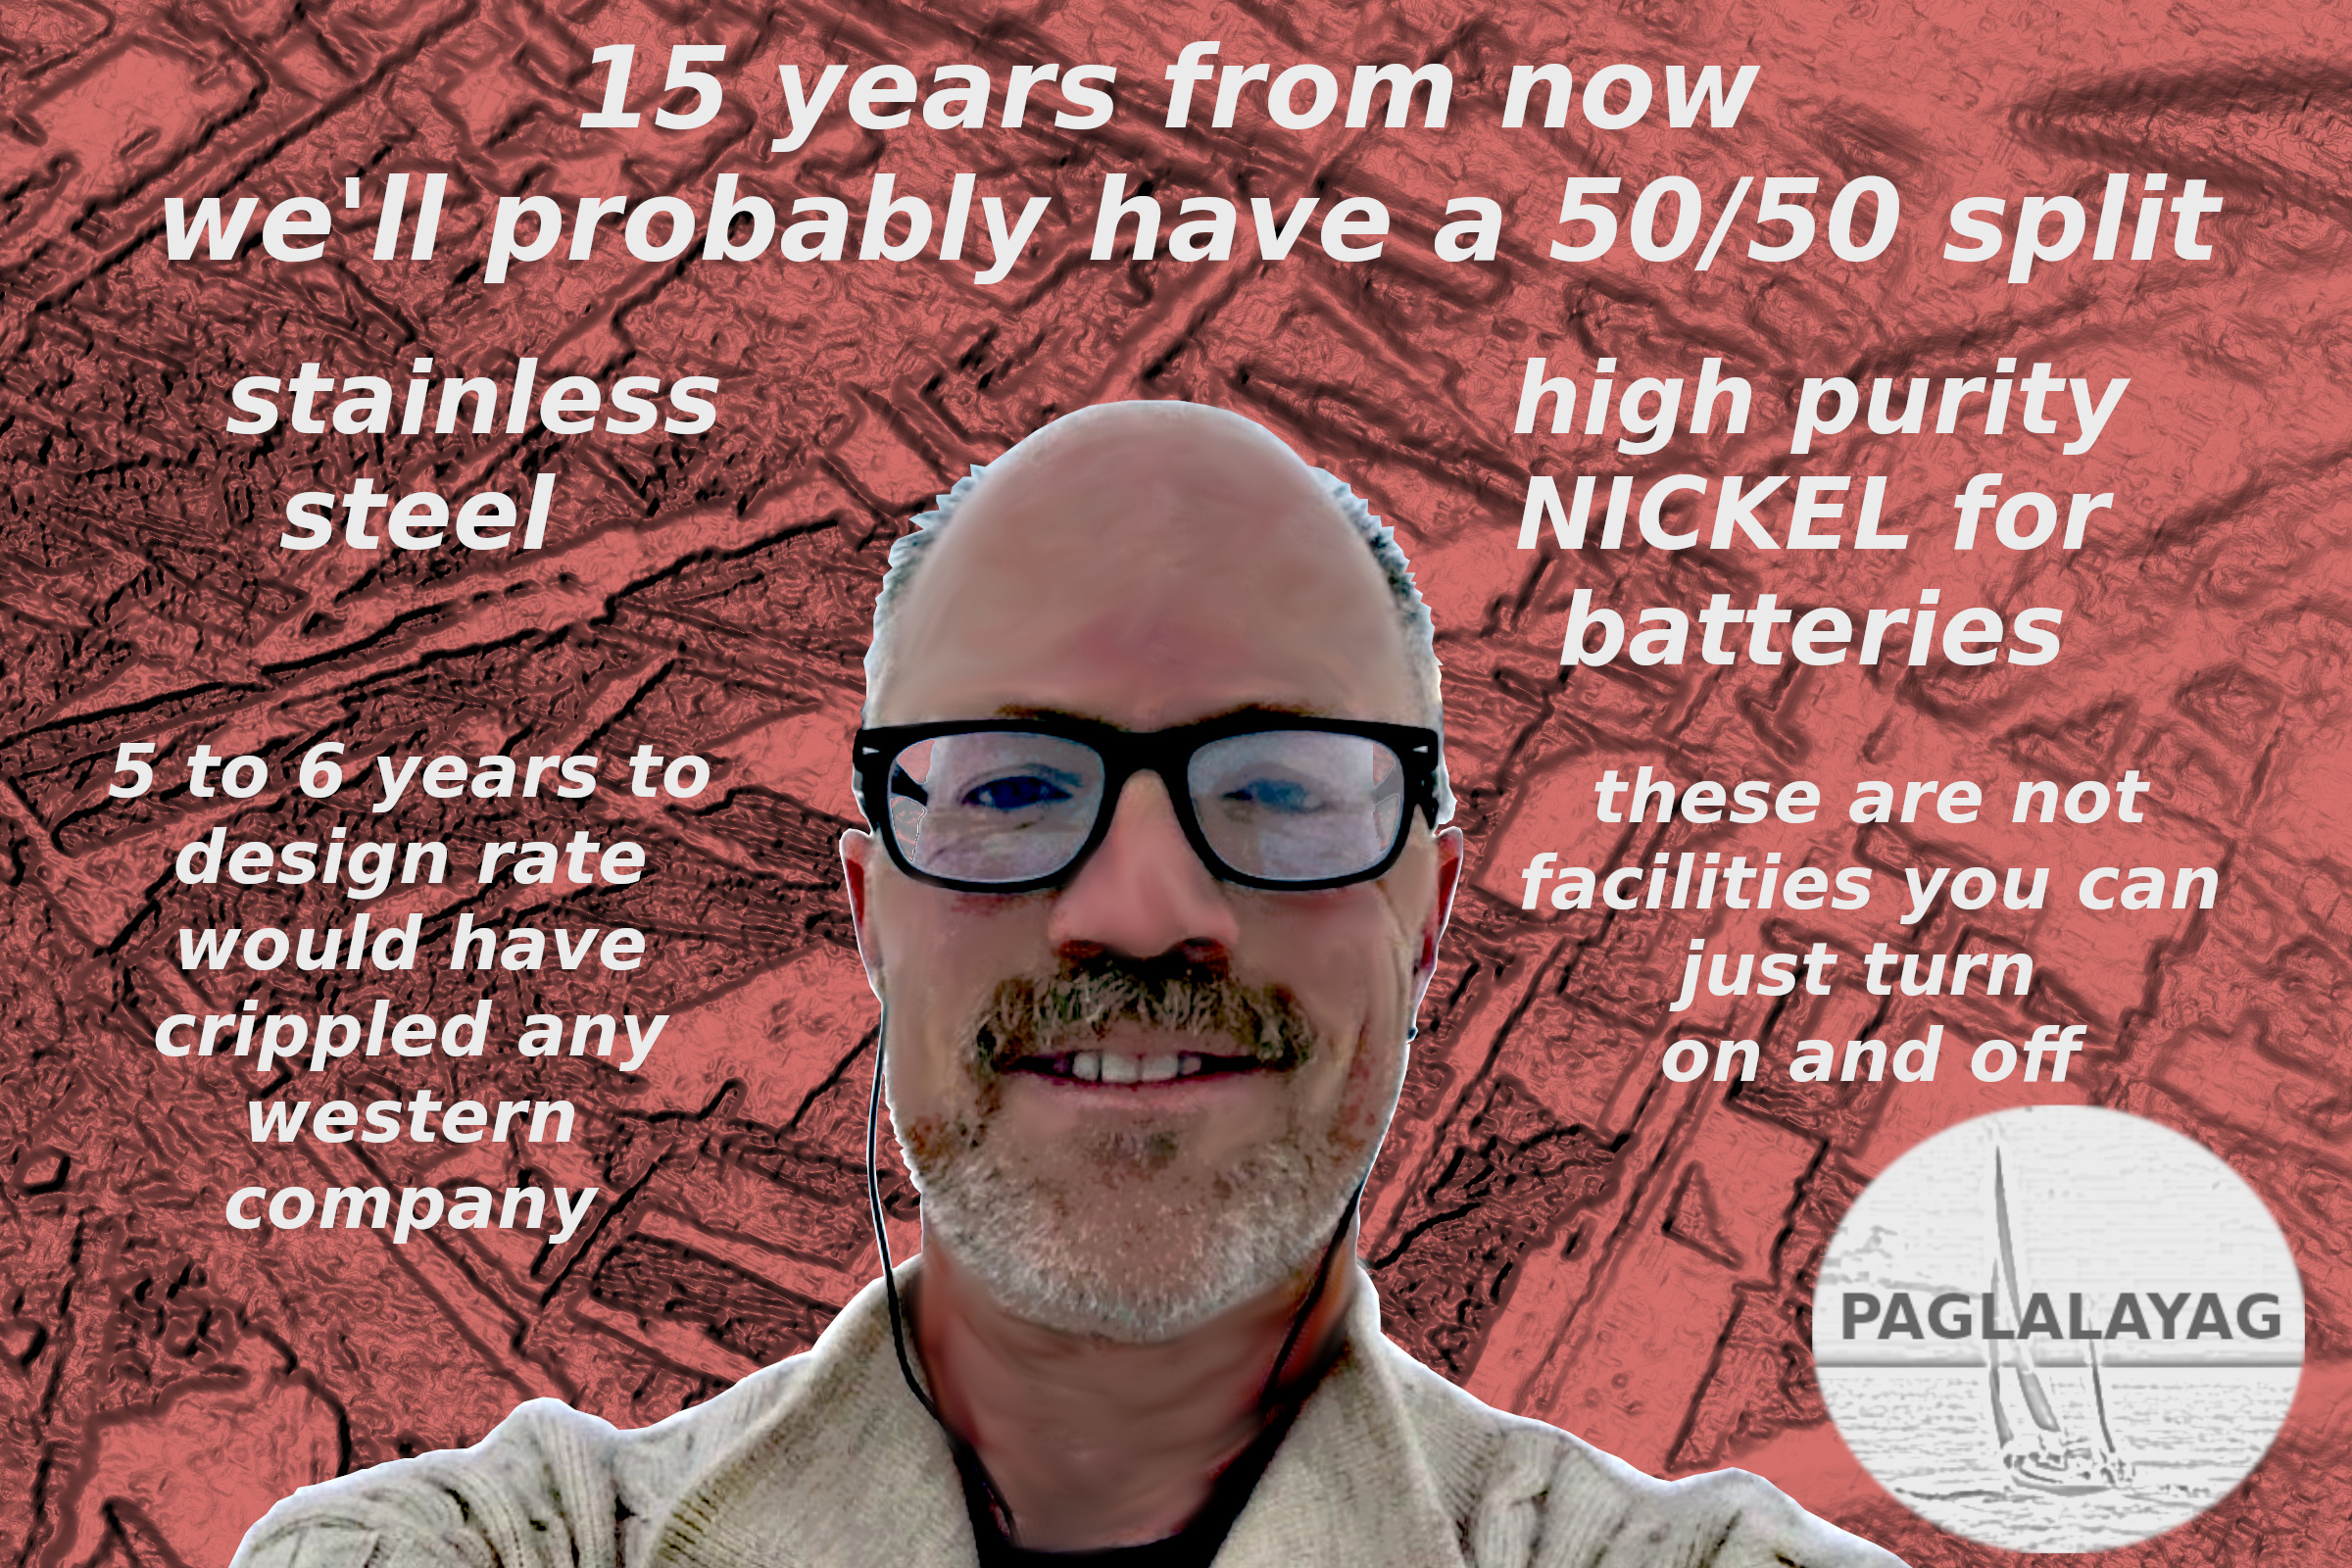 15 years from now
we'll probably have a 50/50 split
stainless
steel
high purity
NICKEL for
batteries
5 to 6 years to
design rate
would have
crippled any
western
company
these are not
facilities you can
just turn
on and off
PAGLALAYAG